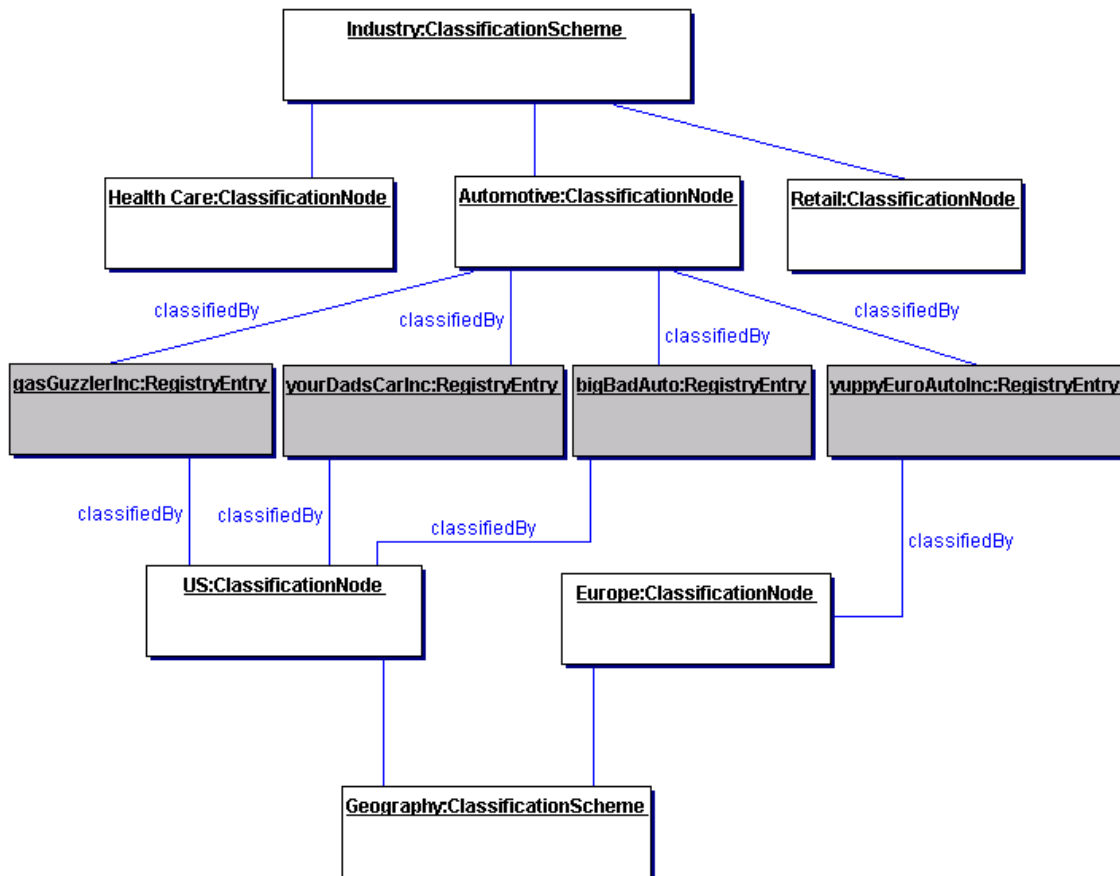 Industry:ClassificationScheme
Health Care:ClassificationNode
Automotive:ClassificationNode
Retail:ClassificationNode
classifiedBy
classifiedBy
classifiedBy
classifiedBy
gasGuzzlerInc:RegistryEntry
yourDadsCarInc:RegistryEntry
bigBadAuto:RegistryEntry
yuppyEuroAutoInc:RegistryEntry
classifiedBy
classifiedBy
classifiedBy
classifiedBy
US:ClassificationNode
Europe:ClassificationNode
Geography:ClassificationScheme